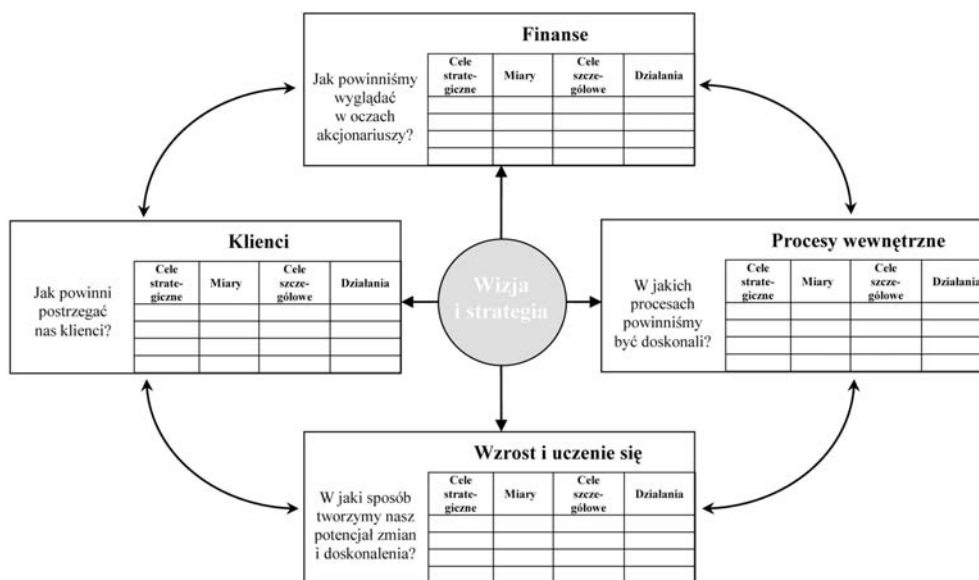 Finanse
Jak powinniśmy
wyglądać
w oczach
akcjonariuszy?
Cele
strate-
giczne
Miary
Cele
szcze-
gółowe
Działania
Klienci
Jak powinni
postrzegać
nas klienci?
Cele
strate-
giczne
Miary
Cele
szcze-
gółowe
Działania
Wizja
i strategia
Procesy wewnętrzne
W jakich
procesach
powinniśmy
być doskonali?
Cele
strate-
giczne
Miary
Cele
szcze-
gółowe
Działania
Wzrost i uczenie się
W jaki sposób
tworzymy nasz
potencjał zmian
i doskonalenia?
Cele
strate-
giczne
Miary
Cele
szcze-
gółowe
Działania